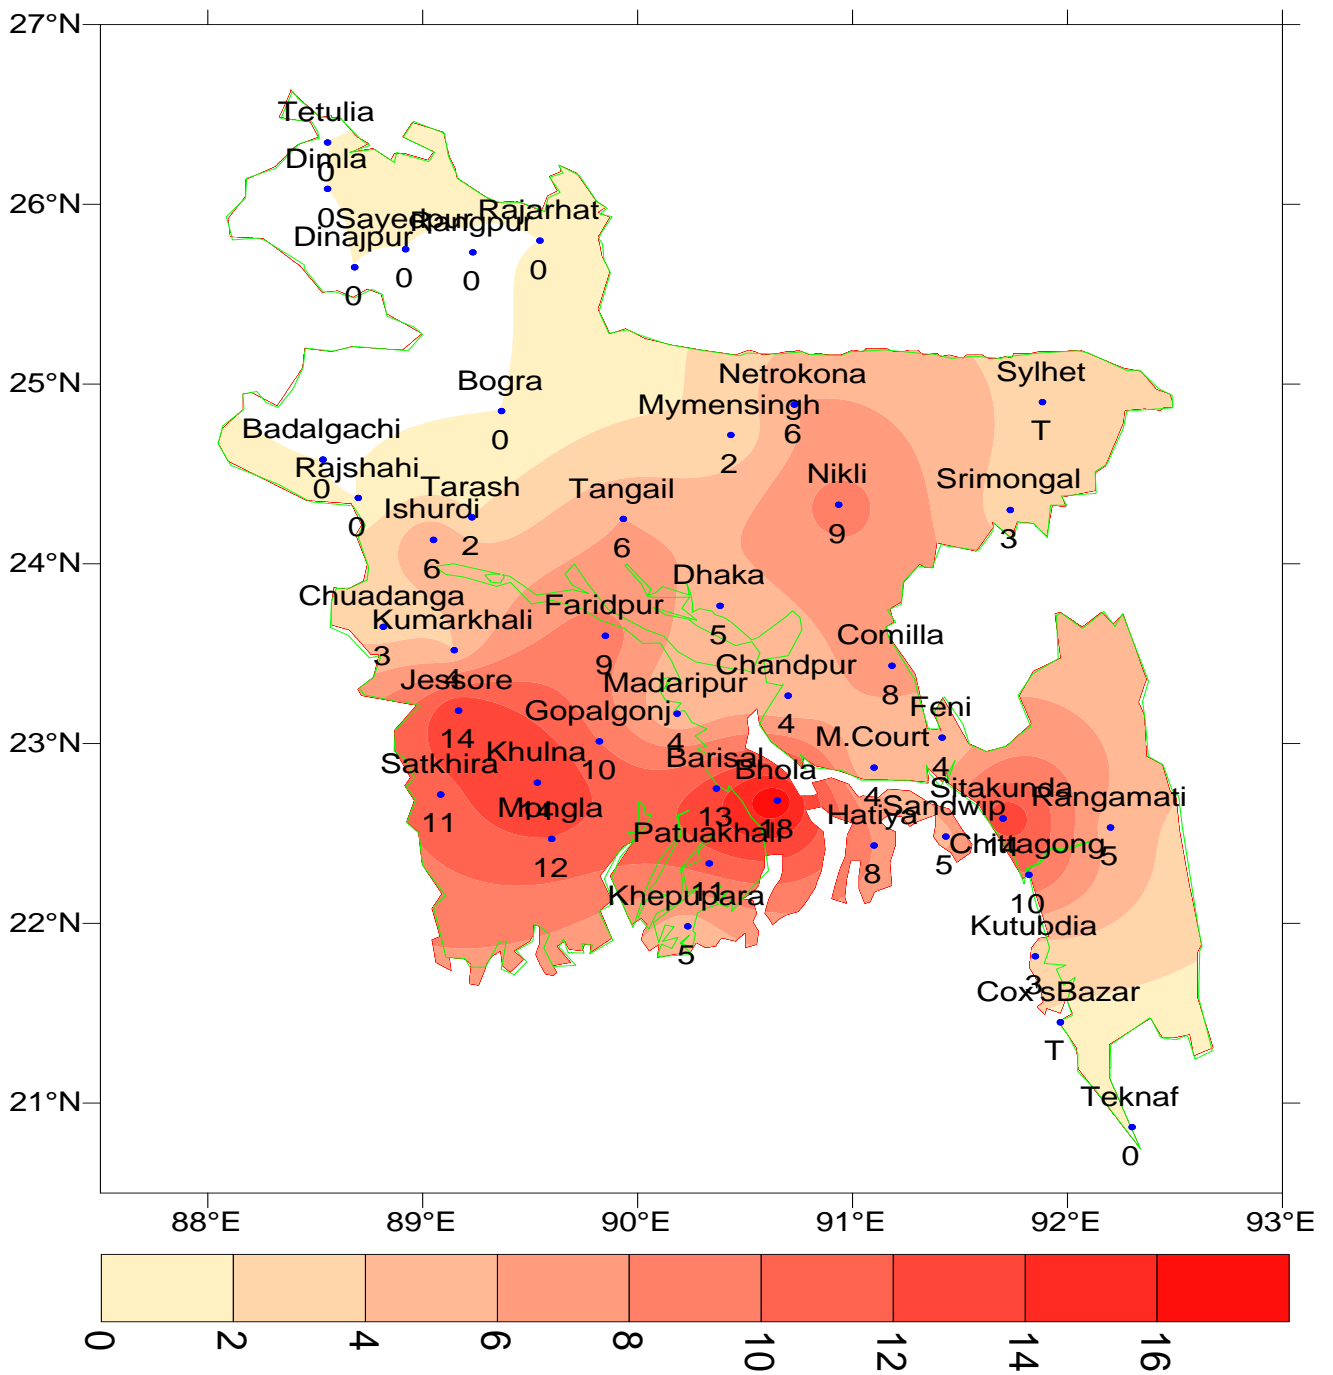 27°N
Tetulia
0
Dimla
26°N
0
Sayedpur
Rangpur
Rajarhat
Dinajpur
0
0
0
0
25°N
Bogra
0
Netrokona
6
Sylhet
T
Mymensingh
2
Badalgachi
0
Rajshahi
0
Tarash
2
Ishurdi
6
Tangail
6
Nikli
9
Srimongal
3
24°N
Dhaka
5
Chuadanga
3
Kumarkhali
4
Faridpur
9
Comilla
8
Chandpur
4
Jessore
14
Madaripur
4
Gopalgonj
10
Feni
4
23°N
M.Court
4
Khulna
14
Satkhira
11
Barisal
13
Bhola
18
Mongla
12
Patuakhali
11
Hatiya
8
Sandwip
5
Sitakunda
14
Rangamati
5
Chittagong
10
Khepupara
5
22°N
Kutubdia
3
Cox'sBazar
T
21°N
Teknaf
0
88°E
89°E
90°E
91°E
92°E
93°E
0
2
4
6
8
10
12
14
16